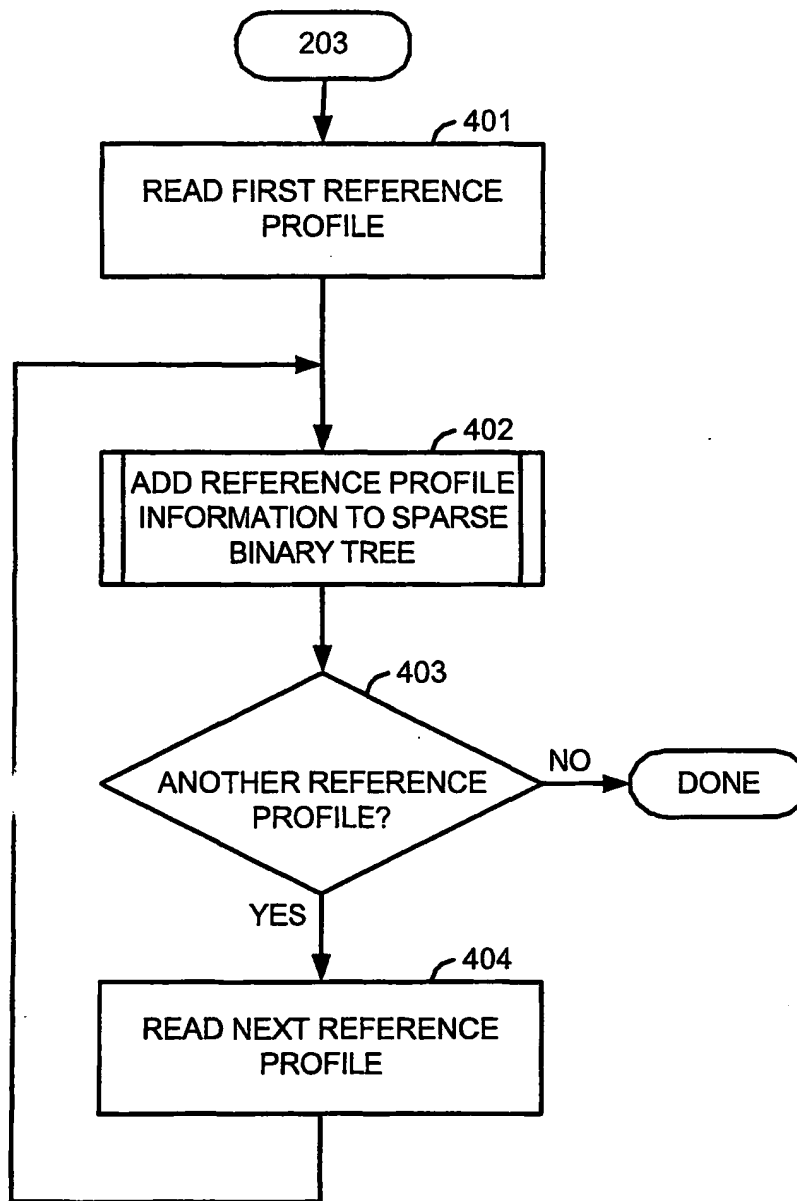 203
401
READ FIRST REFERENCE
PROFILE
402
ADD REFERENCE PROFILE
INFORMATION TO SPARSE
BINARY TREE
403
ANOTHER REFERENCE
PROFILE?
NO
DONE
YES
404
READ NEXT REFERENCE
PROFILE